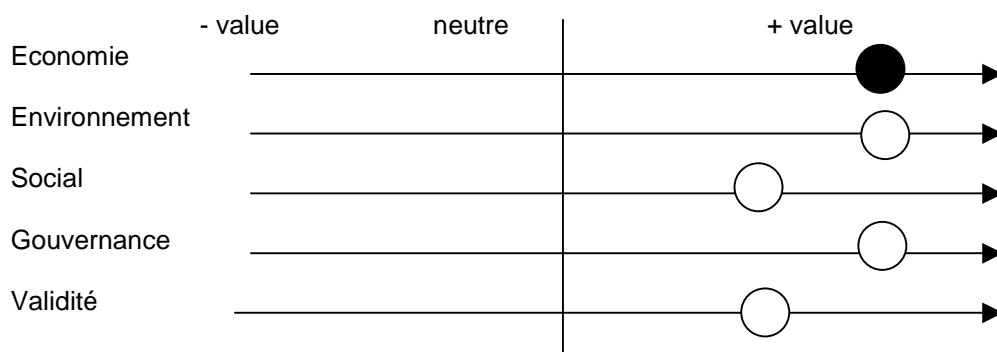 - value neutre + value
Economie
Environnement
Social
Gouvernance
Validité